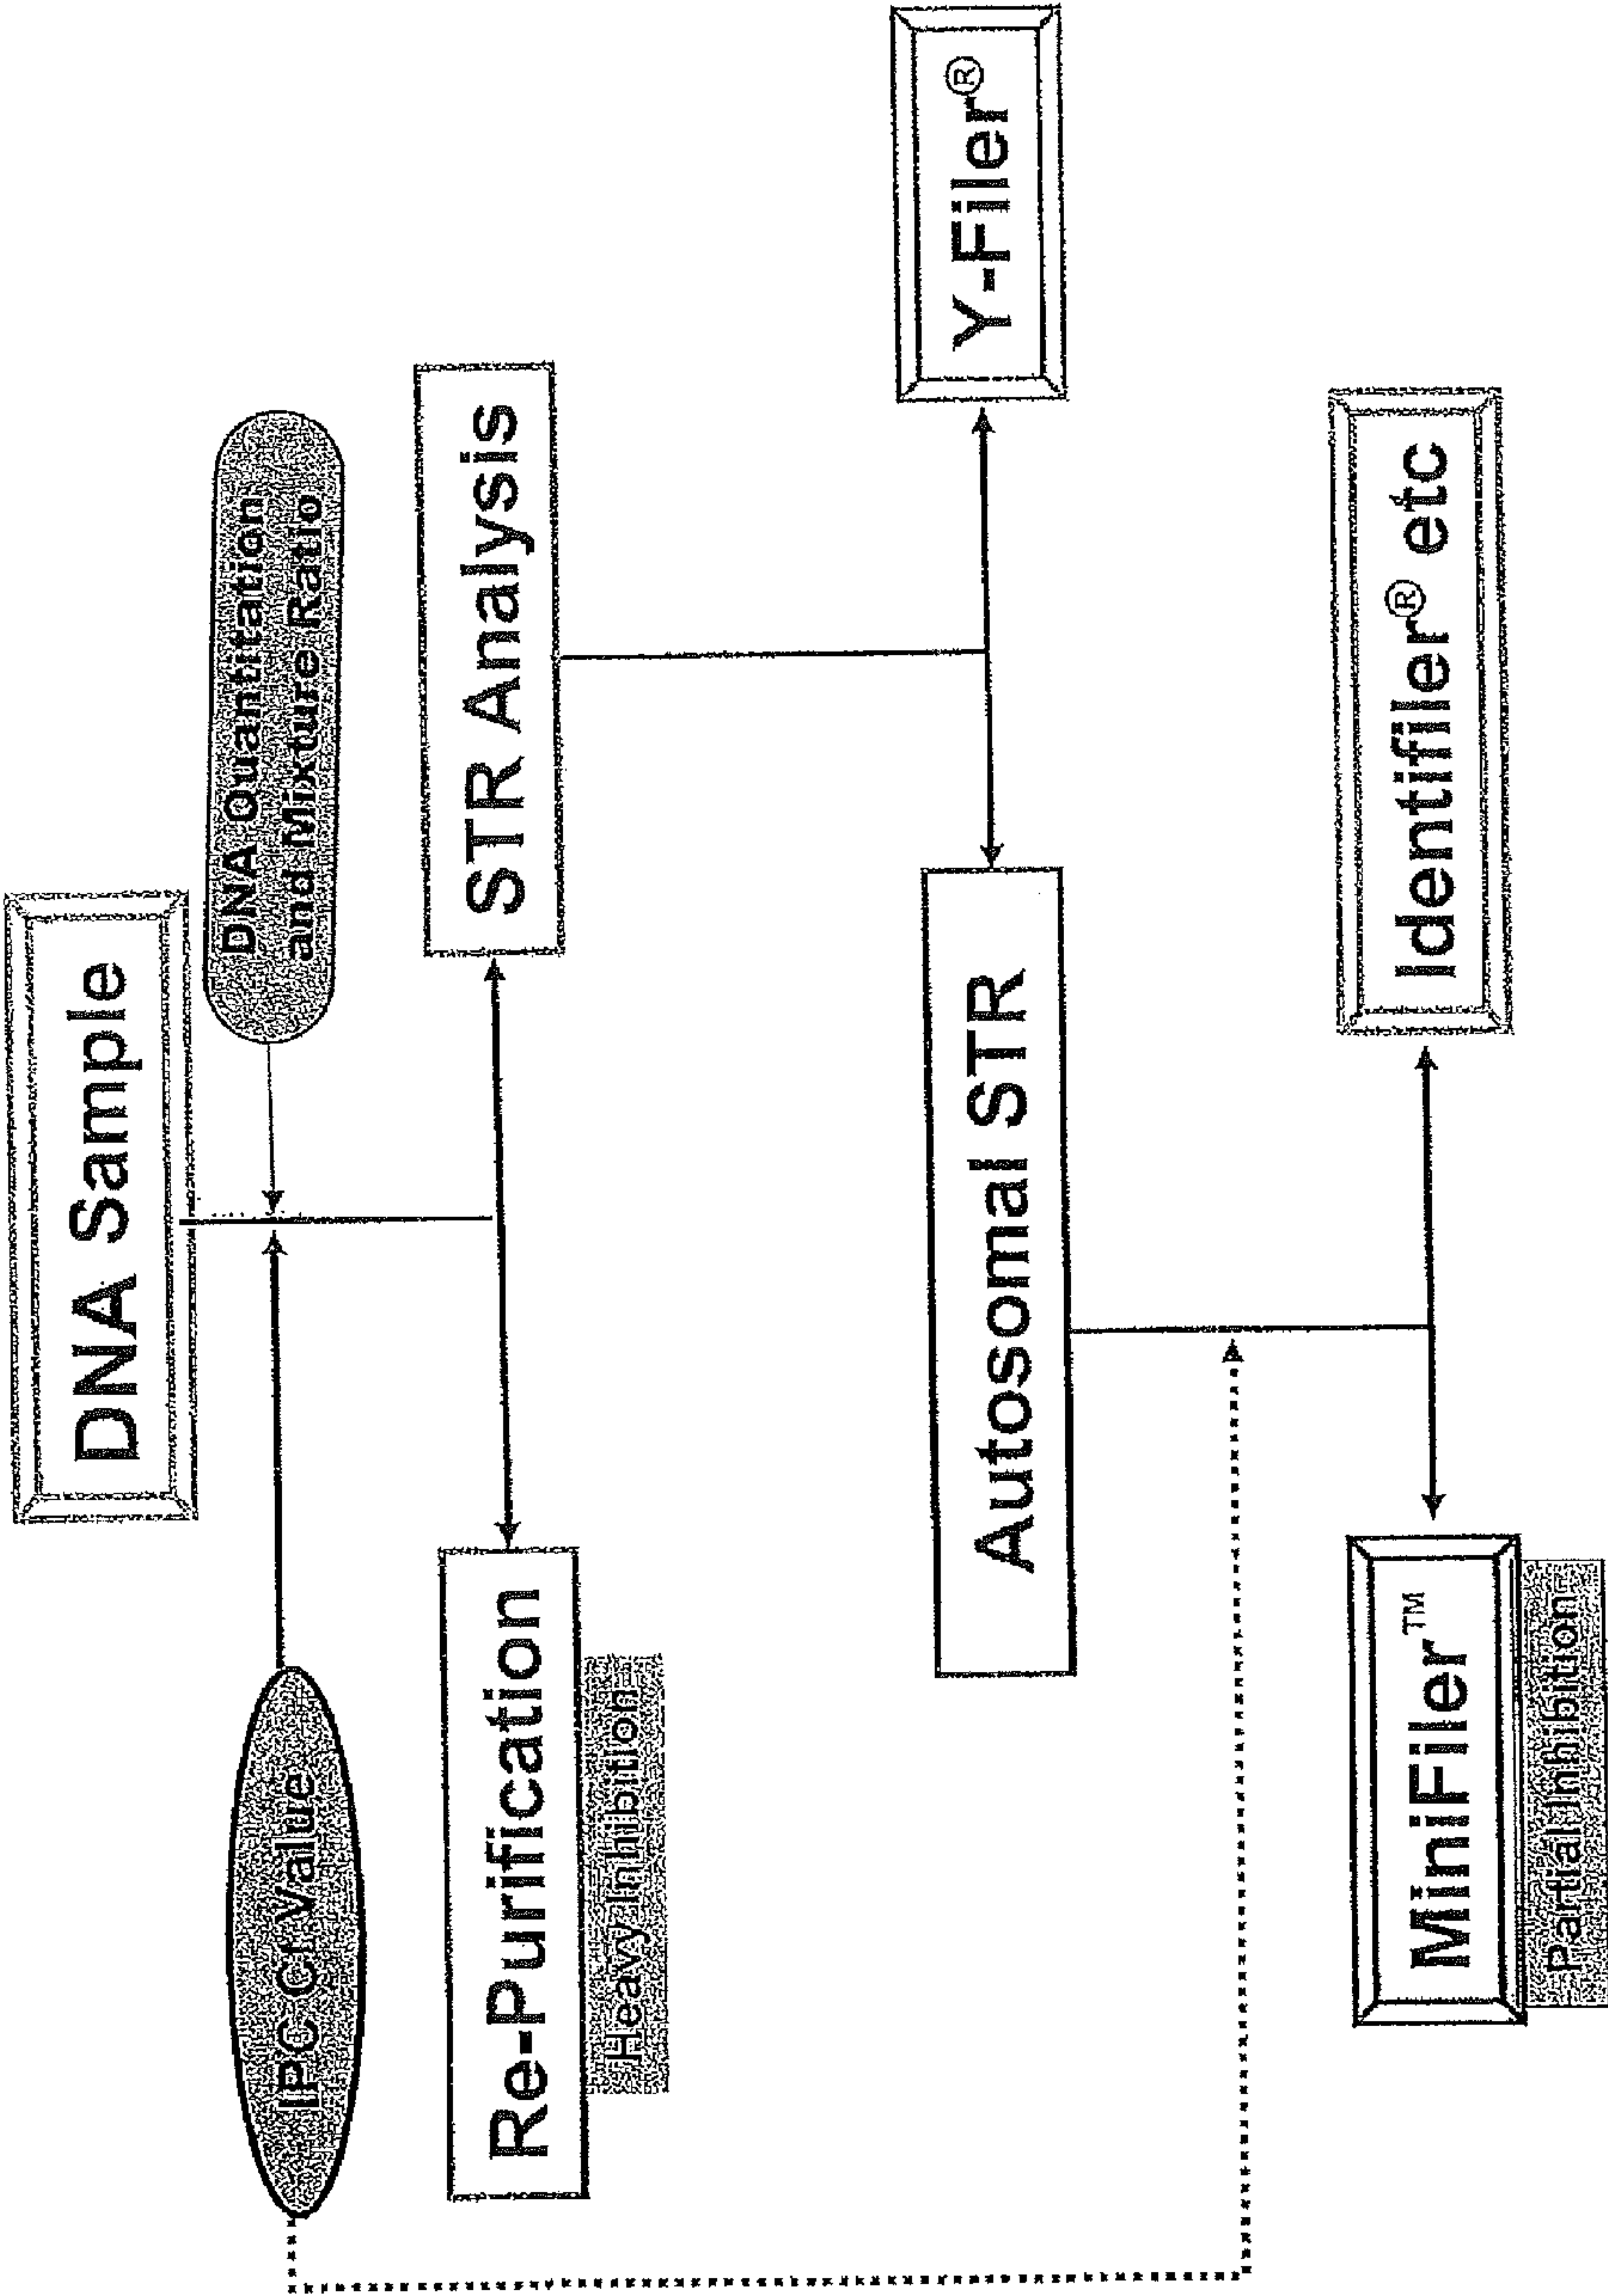 DNA Sample
IPC Ct Value
DNA Quantitation
and Mixture Ratio
Re-Purification
Heavy Inhibition
STR Analysis
Autosomal STR
Y-Filer®
MiniFiler™
Partial Inhibition
Identifiler® etc